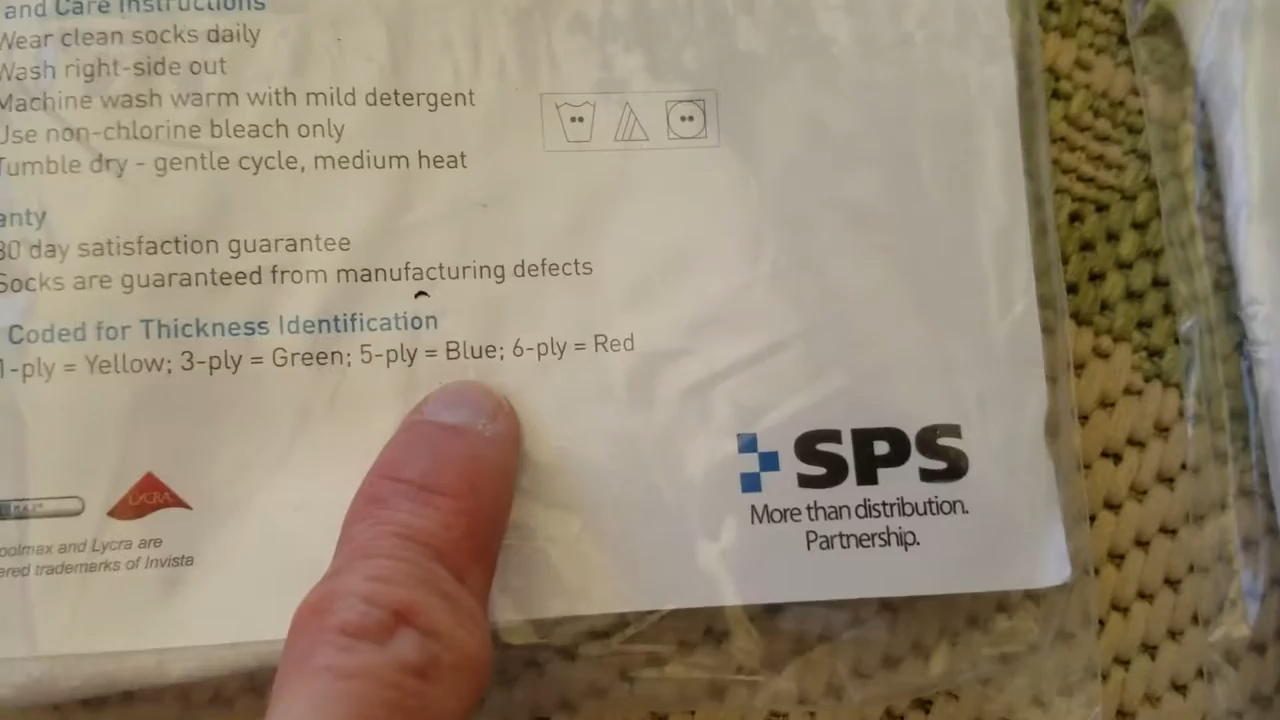 and Care Instructions
Wear clean socks daily
Wash right-side out
Machine wash warm with mild detergent
Use non-chlorine bleach only
Tumble dry - gentle cycle, medium heat
30 day satisfaction guarantee
Socks are guaranteed from manufacturing defects
Coded for Thickness Identification
1-ply = Yellow; 3-ply = Green; 5-ply = Blue; 6-ply = Red
LYCRA
and Lycra are
trademarks of Invista
SPS
More than distribution.
Partnership.